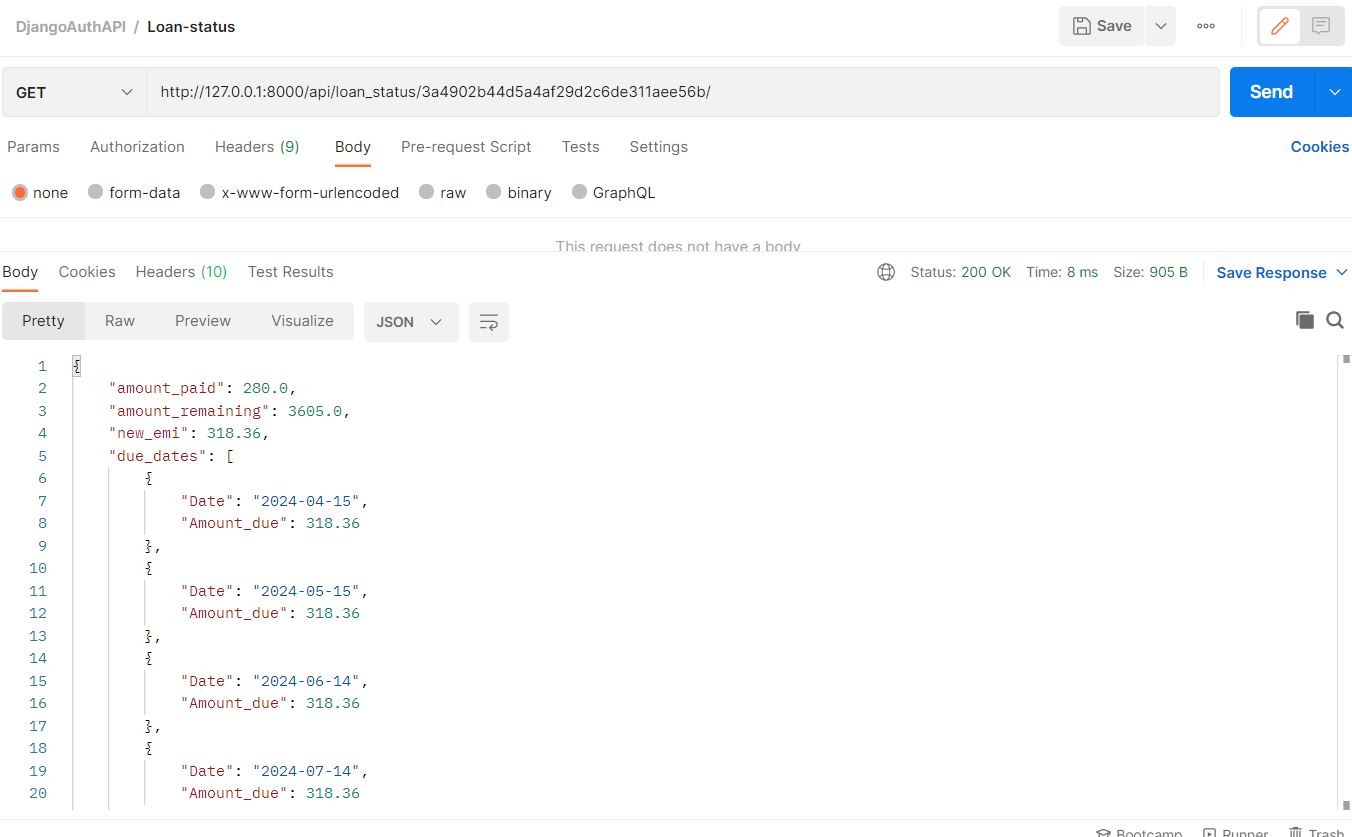 DjangoAuthAPI / Loan-status
Save
GET
http://127.0.0.1:8000/api/loan_status/3a4902b44d5a4af29d2c6de311aee56b/
Send
Params Authorization Headers (9) Body Pre-request Script Tests Settings Cookies
none form-data x-www-form-urlencoded raw binary GraphQL
This request does not have a body
Body Cookies Headers (10) Test Results Status: 200 OK Time: 8 ms Size: 905 B Save Response
Pretty Raw Preview Visualize JSON
1 {
2 "amount_paid": 280.0,
3 "amount_remaining": 3605.0,
4 "new_emi": 318.36,
5 "due_dates": [
6 {
7 "Date": "2024-04-15",
8 "Amount_due": 318.36
9 },
10 {
11 "Date": "2024-05-15",
12 "Amount_due": 318.36
13 },
14 {
15 "Date": "2024-06-14",
16 "Amount_due": 318.36
17 },
18 {
19 "Date": "2024-07-14",
20 "Amount_due": 318.36
Bootcamp Runner Trash